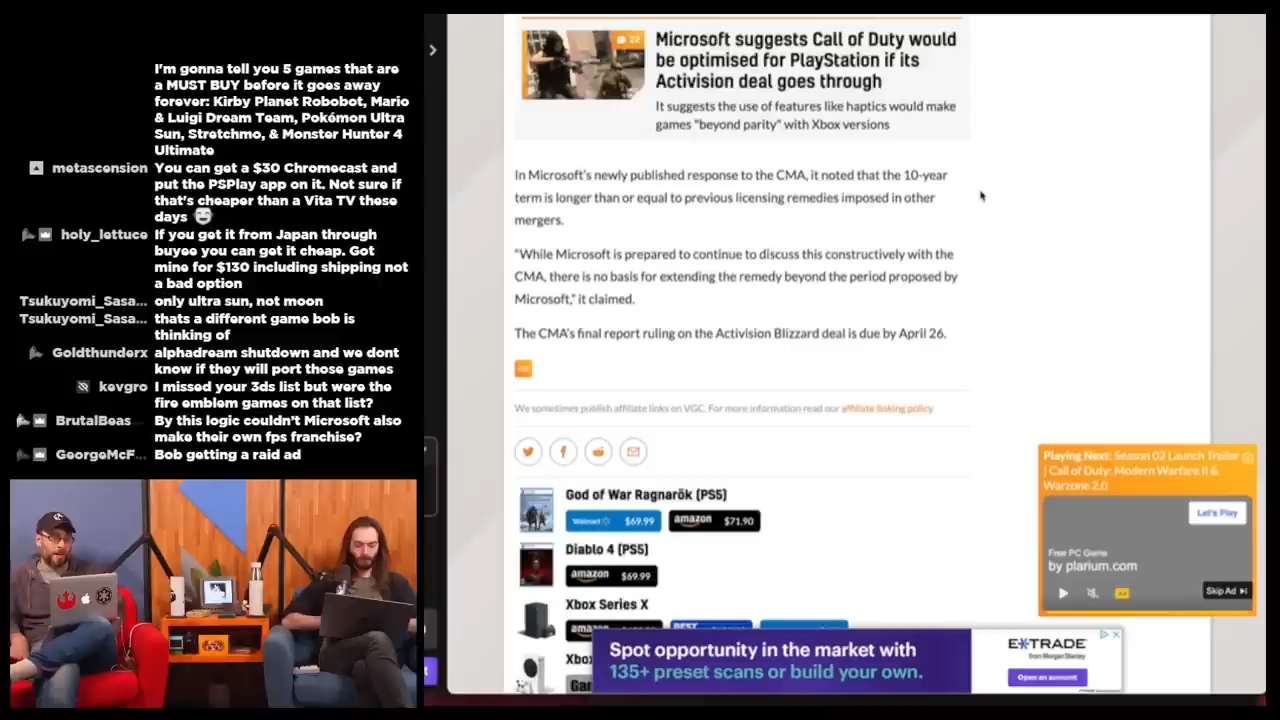 I'm gonna tell you 5 games that are
a MUST BUY before it goes away
forever: Kirby Planet Robobot, Mario
& Luigi Dream Team, Pokémon Ultra
Sun, Stretchmo, & Monster Hunter 4
Ultimate
metascension You can get a $30 Chromecast and
put the PSPlay app on it. Not sure if
that's cheaper than a Vita TV these
days
holy_lettuce If you get it from Japan through
buyee you can get it cheap. Got
mine for $130 including shipping not
a bad option
Tsukuyomi_Sasa... only ultra sun, not moon
Tsukuyomi_Sasa... thats a different game bob is
thinking of
Goldthunderx alphadream shutdown and we dont
know if they will port those games
kevgro I missed your 3ds list but were the
fire emblem games on that list?
BrutalBeas By this logic couldn't Microsoft also
make their own fps franchise?
GeorgeMcF... Bob getting a raid ad
22
Microsoft suggests Call of Duty would
be optimised for PlayStation if its
Activision deal goes through
It suggests the use of features like haptics would make
games "beyond parity" with Xbox versions
In Microsoft's newly published response to the CMA, it noted that the 10-year
term is longer than or equal to previous licensing remedies imposed in other
mergers.
"While Microsoft is prepared to continue to discuss this constructively with the
CMA, there is no basis for extending the remedy beyond the period proposed by
Microsoft," it claimed.
The CMA's final report ruling on the Activision Blizzard deal is due by April 26.
We sometimes publish affiliate links on VGC. For more information read our affiliate linking policy.
God of War Ragnarök (PS5)
Walmart $69.99 amazon $71.90
Diablo 4 (PS5)
amazon $69.99
Xbox Series X
amazon
Xbo
Playing Next: Season 02 Launch Trailer
| Call of Duty: Modern Warfare II &
Warzone 2.0
Let's Play
Free PC Game
by plarium.com
Skip Ad
Spot opportunity in the market with
135+ preset scans or build your own.
E*TRADE
from Morgan Stanley
Open an account